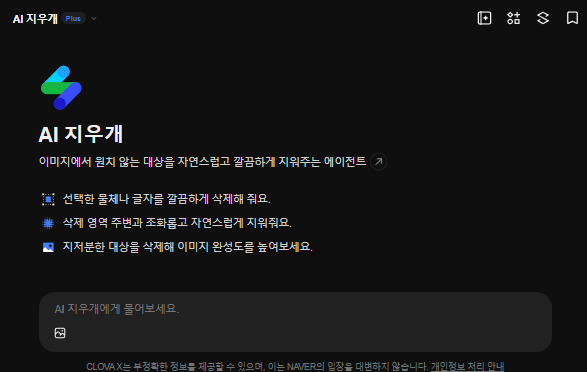 AI 지우개 Plus
AI 지우개
이미지에서 원치 않는 대상을 자연스럽고 깔끔하게 지워주는 에이전트
선택한 물체나 글자를 깔끔하게 삭제해 줘요.
삭제 영역 주변과 조화롭고 자연스럽게 지워줘요.
지저분한 대상을 삭제해 이미지 완성도를 높여보세요.
AI 지우개에게 물어보세요.
CLOVA X는 부정확한 정보를 제공할 수 있으며, 이는 NAVER의 입장을 대변하지 않습니다. 개인정보 처리 안내